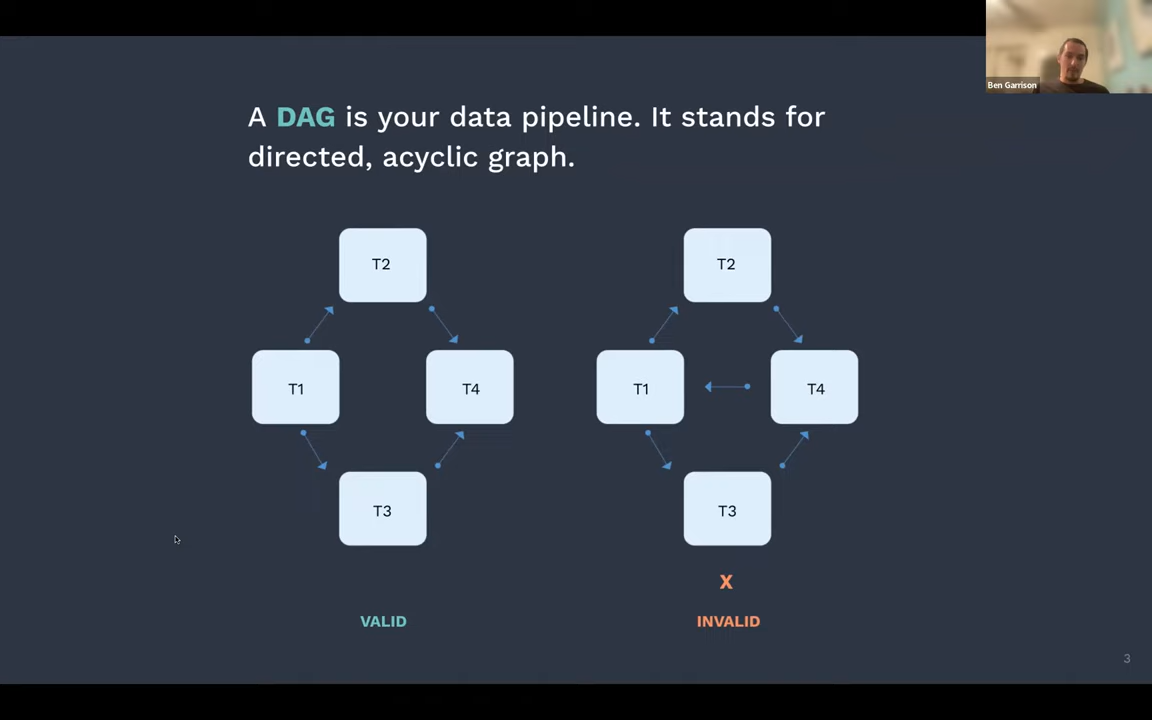 Ben Garrison
A DAG is your data pipeline. It stands for
directed, acyclic graph.
T2
T1
T4
T3
T2
T1
T4
T3
X
VALID
INVALID
3